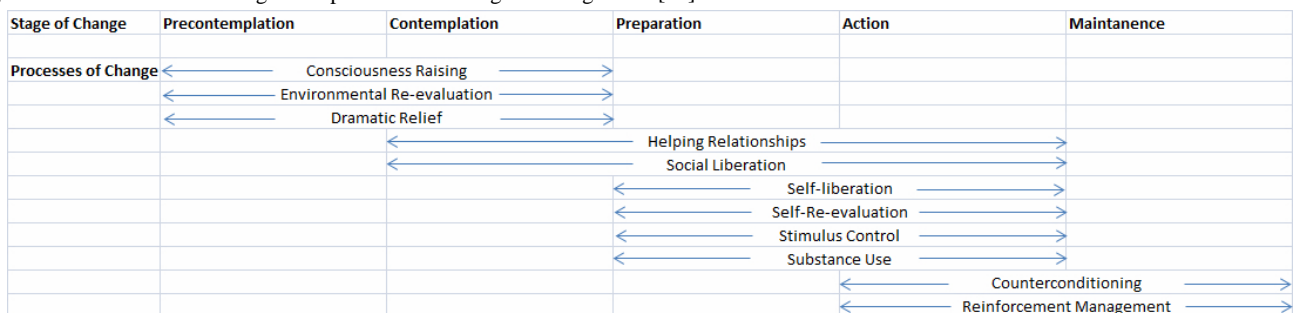 Stage of Change Precontemplation Contemplation Preparation Action Maintanence
Processes of Change Consciousness Raising
Environmental Re-evaluation
Dramatic Relief
Helping Relationships
Social Liberation
Self-liberation
Self-Re-evaluation
Stimulus Control
Substance Use
Counterconditioning
Reinforcement Management